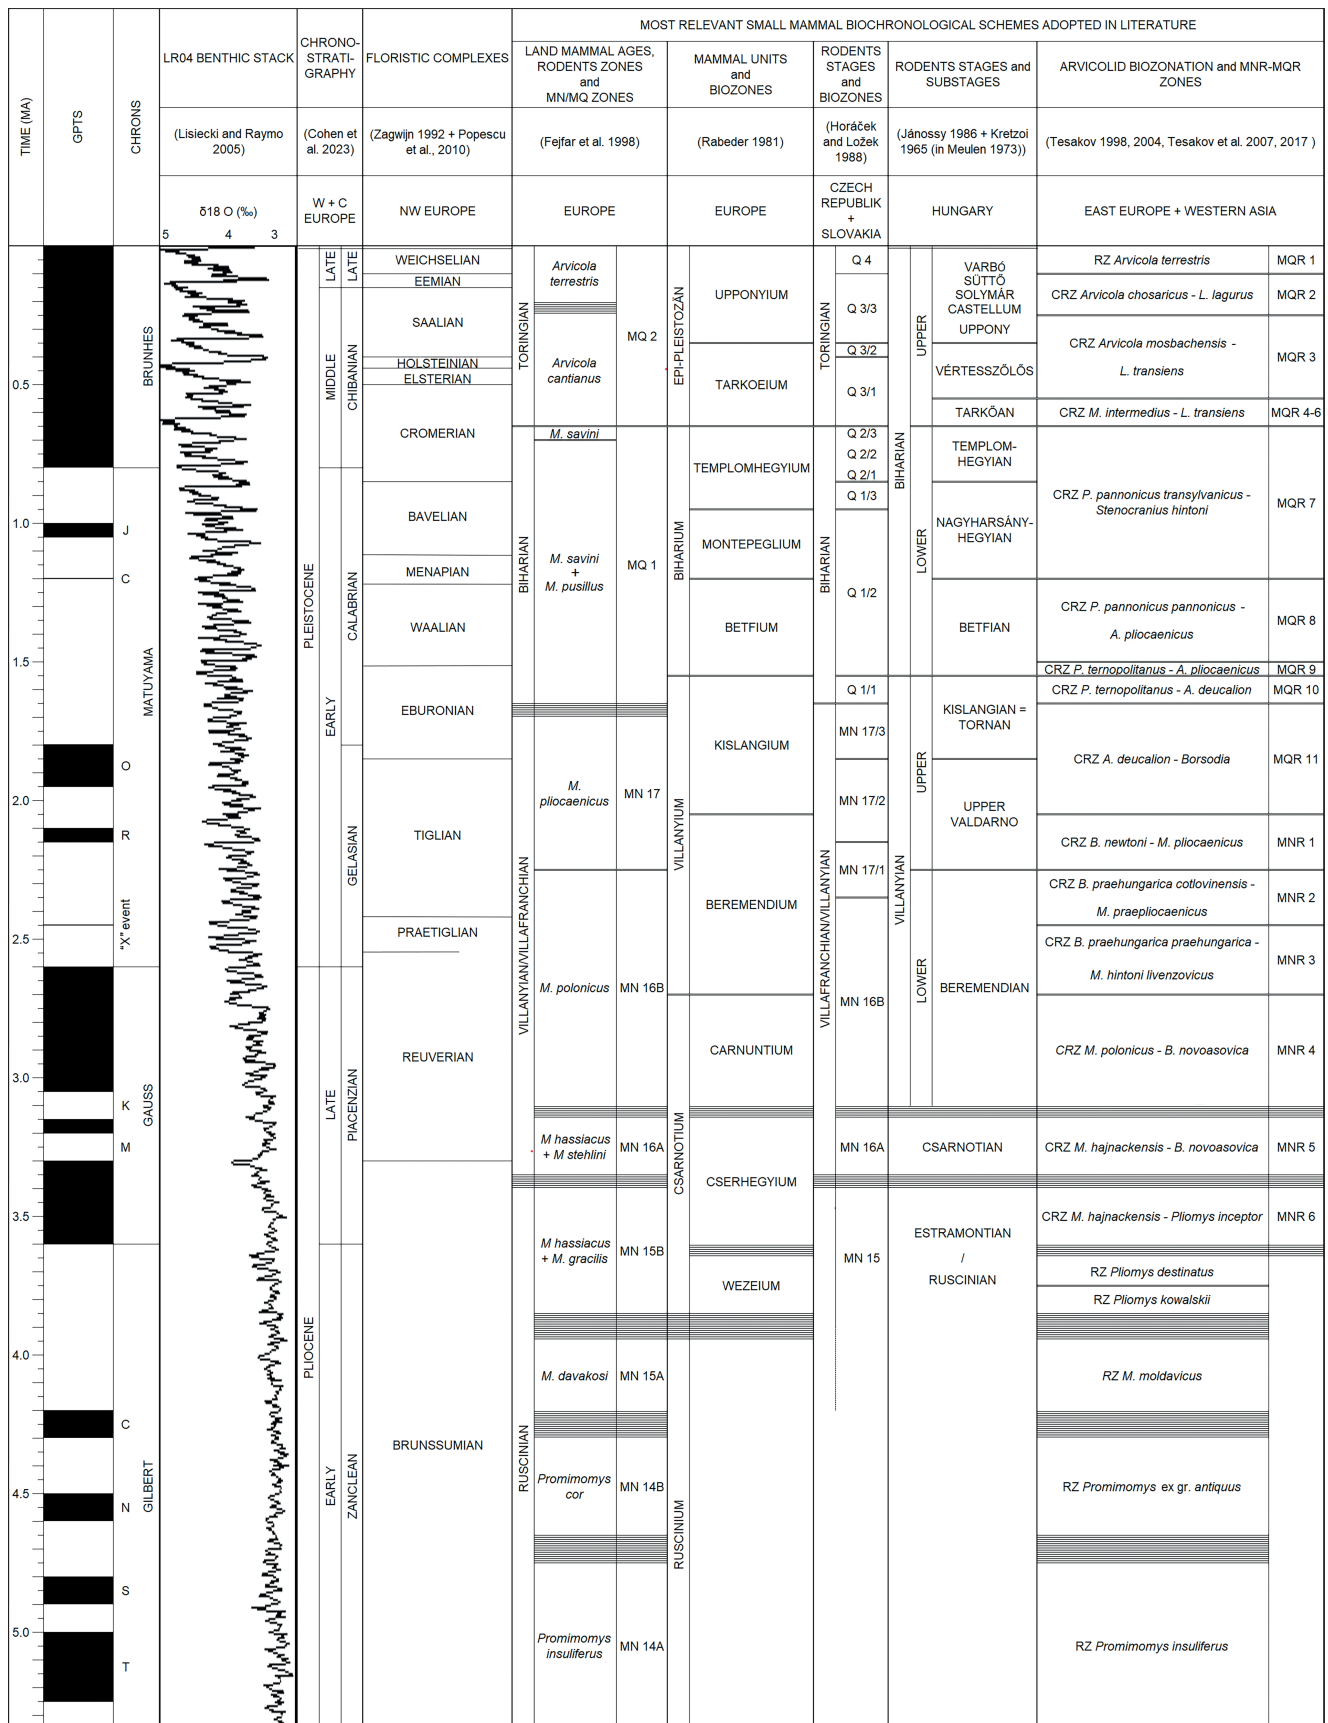 MOST RELEVANT SMALL MAMMAL BIOCHRONOLOGICAL SCHEMES ADOPTED IN LITERATURE
TIME (MA)
GPTS
CHRONS
LR04 BENTHIC STACK
CHRONO-
STRATI-
GRAPHY
FLORISTIC COMPLEXES
LAND MAMMAL AGES,
RODENTS ZONES
and
MN/MQ ZONES
MAMMAL UNITS
and
BIOZONES
RODENTS
STAGES
and
BIOZONES
RODENTS STAGES and
SUBSTAGES
ARVICOLID BIOZONATION and MNR-MQR
ZONES
(Lisiecki and Raymo
2005)
(Cohen et
al. 2023)
(Zagwijn 1992 + Popescu
et al., 2010)
(Fejfar et al. 1998)
(Rabeder 1981)
(Horáček
and Ložek
1988)
(Jánossy 1986 + Kretzoi
1965 (in Meulen 1973))
(Tesakov 1998, 2004, Tesakov et al. 2007, 2017 )
δ18 O (‰)
5 4 3
W + C
EUROPE
NW EUROPE
EUROPE
EUROPE
CZECH
REPUBLIK
+
SLOVAKIA
HUNGARY
EAST EUROPE + WESTERN ASIA
0.5
1.0
1.5
2.0
2.5
3.0
3.5
4.0
4.5
5.0
BRUNHES
J
C
MATUYAMA
O
R
"X" event
GAUSS
K
M
GILBERT
C
N
S
T
PLEISTOCENE
PLIOCENE
LATE
MIDDLE
EARLY
LATE
EARLY
LATE
CHIBANIAN
CALABRIAN
GELASIAN
PIACENZIAN
ZANCLEAN
WEICHSELIAN
EEMIAN
SAALIAN
HOLSTEINIAN
ELSTERIAN
CROMERIAN
BAVELIAN
MENAPIAN
WAALIAN
EBURONIAN
TIGLIAN
PRAETIGLIAN
REUVERIAN
BRUNSSUMIAN
TORINGIAN
BIHARIAN
VILLANYIAN/VILLAFRANCHIAN
RUSCINIAN
Arvicola
terrestris
Arvicola
cantianus
M. savini
M. savini
+
M. pusillus
M.
pliocaenicus
M. polonicus
M hassiacus
+ M stehlini
M hassiacus
+ M. gracilis
M. davakosi
Promimomys
cor
Promimomys
insuliferus
MQ 2
MQ 1
MN 17
MN 16B
MN 16A
MN 15B
MN 15A
MN 14B
MN 14A
EPI-PLEISTOZÄN
BIHARIUM
VILLANYIUM
CSARNOTIUM
RUSCINIUM
UPPONYIUM
TARKOEIUM
TEMPLOMHEGYIUM
MONTEPEGLIUM
BETFIUM
KISLANGIUM
BEREMENDIUM
CARNUNTIUM
CSERHEGYIUM
WEZEIUM
TORINGIAN
BIHARIAN
VILLAFRANCHIAN/VILLANYIAN
Q 4
Q 3/3
Q 3/2
Q 3/1
Q 2/3
Q 2/2
Q 2/1
Q 1/3
Q 1/2
Q 1/1
MN 17/3
MN 17/2
MN 17/1
MN 16B
MN 16A
MN 15
BIHARIAN
VILLANYIAN
UPPER
LOWER
UPPER
LOWER
VARBÓ
SÜTTŐ
SOLYMÁR
CASTELLUM
UPPONY
VÉRTESSZŐLŐS
TARKŐAN
TEMPLOM-
HEGYIAN
NAGYHARSÁNY-
HEGYIAN
BETFIAN
KISLANGIAN =
TORNAN
UPPER
VALDARNO
BEREMENDIAN
CSARNOTIAN
ESTRAMONTIAN
/
RUSCINIAN
RZ Arvicola terrestris
CRZ Arvicola chosaricus - L. lagurus
CRZ Arvicola mosbachensis -
L. transiens
CRZ M. intermedius - L. transiens
CRZ P. pannonicus transylvanicus -
Stenocranius hintoni
CRZ P. pannonicus pannonicus -
A. pliocaenicus
CRZ P. ternopolitanus - A. pliocaenicus
CRZ P. ternopolitanus - A. deucalion
CRZ A. deucalion - Borsodia
CRZ B. newtoni - M. pliocaenicus
CRZ B. praehungarica cotlovinensis -
M. praepliocaenicus
CRZ B. praehungarica praehungarica -
M. hintoni livenzovicus
CRZ M. polonicus - B. novoasovica
CRZ M. hajnackensis - B. novoasovica
CRZ M. hajnackensis - Pliomys inceptor
RZ Pliomys destinatus
RZ Pliomys kowalskii
RZ M. moldavicus
RZ Promimomys ex gr. antiquus
RZ Promimomys insuliferus
MQR 1
MQR 2
MQR 3
MQR 4-6
MQR 7
MQR 8
MQR 9
MQR 10
MQR 11
MNR 1
MNR 2
MNR 3
MNR 4
MNR 5
MNR 6